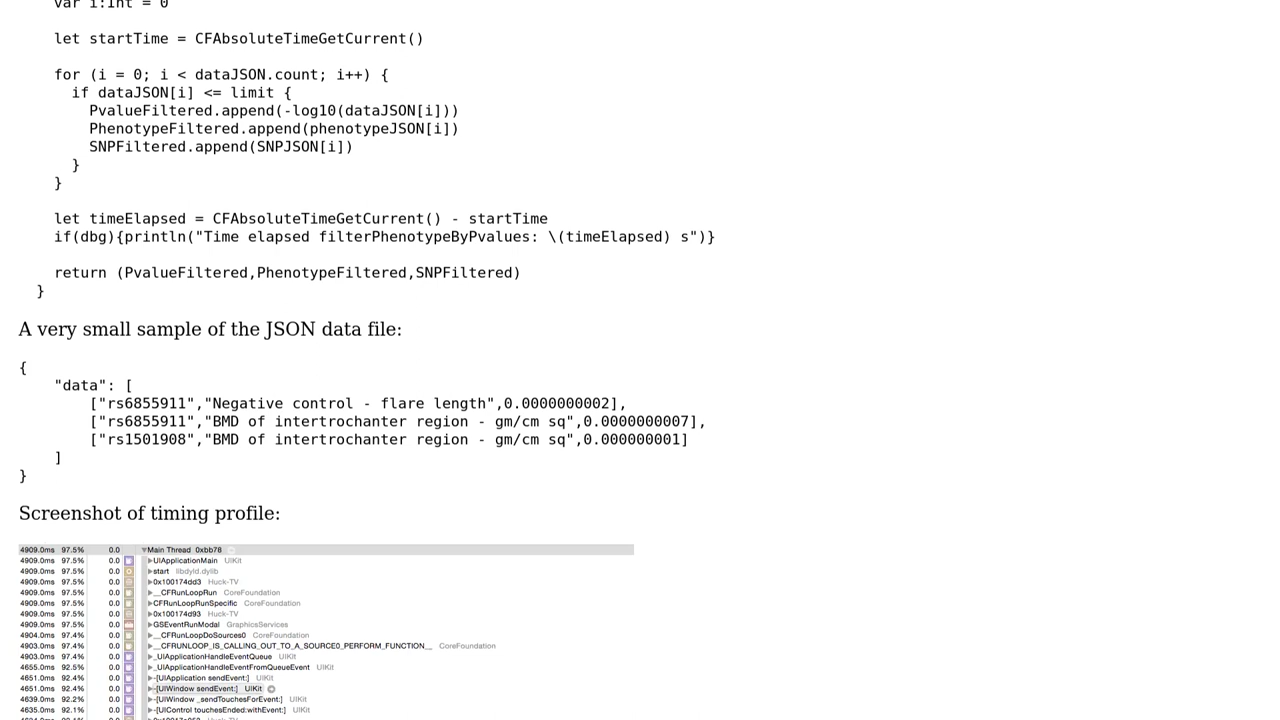 var i:Int = 0
let startTime = CFAbsoluteTimeGetCurrent()
for (i = 0; i < dataJSON.count; i++) {
if dataJSON[i] <= limit {
PvalueFiltered.append(-log10(dataJSON[i]))
PhenotypeFiltered.append(phenotypeJSON[i])
SNPFiltered.append(SNPJSON[i])
}
}
let timeElapsed = CFAbsoluteTimeGetCurrent() - startTime
if(dbg){println("Time elapsed filterPhenotypeByPvalues: \(timeElapsed) s")}
return (PvalueFiltered,PhenotypeFiltered,SNPFiltered)
}
A very small sample of the JSON data file:
{
"data": [
["rs6855911","Negative control - flare length",0.0000000002],
["rs6855911","BMD of intertrochanter region - gm/cm sq",0.0000000007],
["rs1501908","BMD of intertrochanter region - gm/cm sq",0.000000001]
]
}
Screenshot of timing profile:
4909.0ms 97.5% 0.0 Main Thread 0xbb78
4909.0ms 97.5% 0.0 UIApplicationMain UIKit
4909.0ms 97.5% 0.0 start libdyld.dylib
4909.0ms 97.5% 0.0 0x100174dd3 Huck-TV
4909.0ms 97.5% 0.0 __CFRunLoopRun CoreFoundation
4909.0ms 97.5% 0.0 CFRunLoopRunSpecific CoreFoundation
4909.0ms 97.5% 0.0 0x100174d93 Huck-TV
4909.0ms 97.5% 0.0 GSEventRunModal GraphicsServices
4904.0ms 97.4% 0.0 __CFRunLoopDoSources0 CoreFoundation
4903.0ms 97.4% 0.0 __CFRUNLOOP_IS_CALLING_OUT_TO_A_SOURCE0_PERFORM_FUNCTION__ CoreFoundation
4903.0ms 97.4% 0.0 _UIApplicationHandleEventQueue UIKit
4655.0ms 92.5% 0.0 _UIApplicationHandleEventFromQueueEvent UIKit
4651.0ms 92.4% 0.0 -[UIApplication sendEvent:] UIKit
4651.0ms 92.4% 0.0 -[UIWindow sendEvent:] UIKit
4639.0ms 92.2% 0.0 -[UIWindow _sendTouchesForEvent:] UIKit
4635.0ms 92.1% 0.0 -[UIControl touchesEnded:withEvent:] UIKit